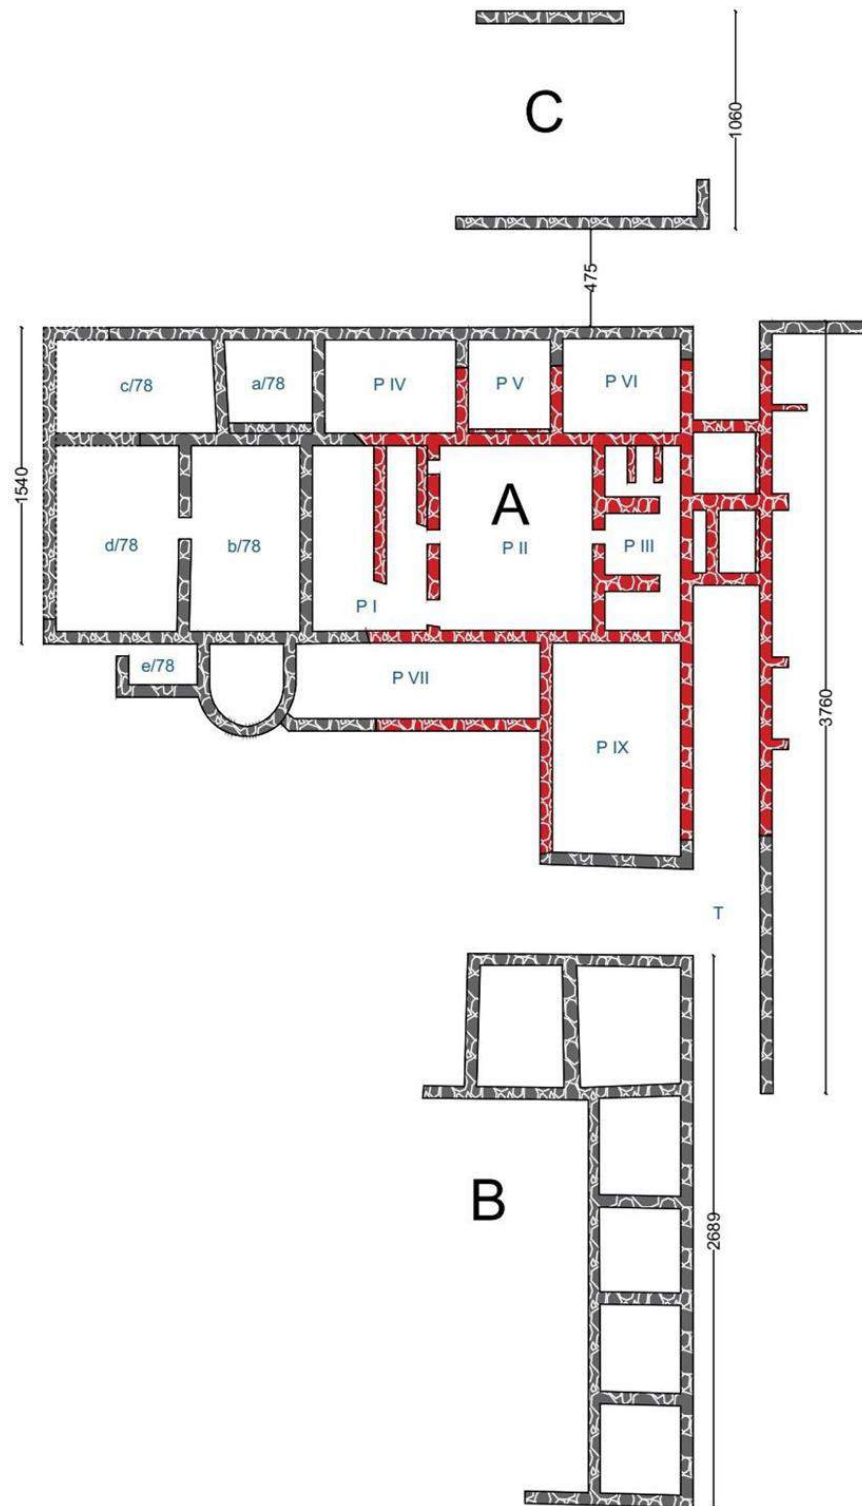 C
1060
475
c/78
a/78
P IV
P V
P VI
1540
A
d/78
b/78
P II
P III
P I
e/78
P VII
3760
P IX
T
B
2689